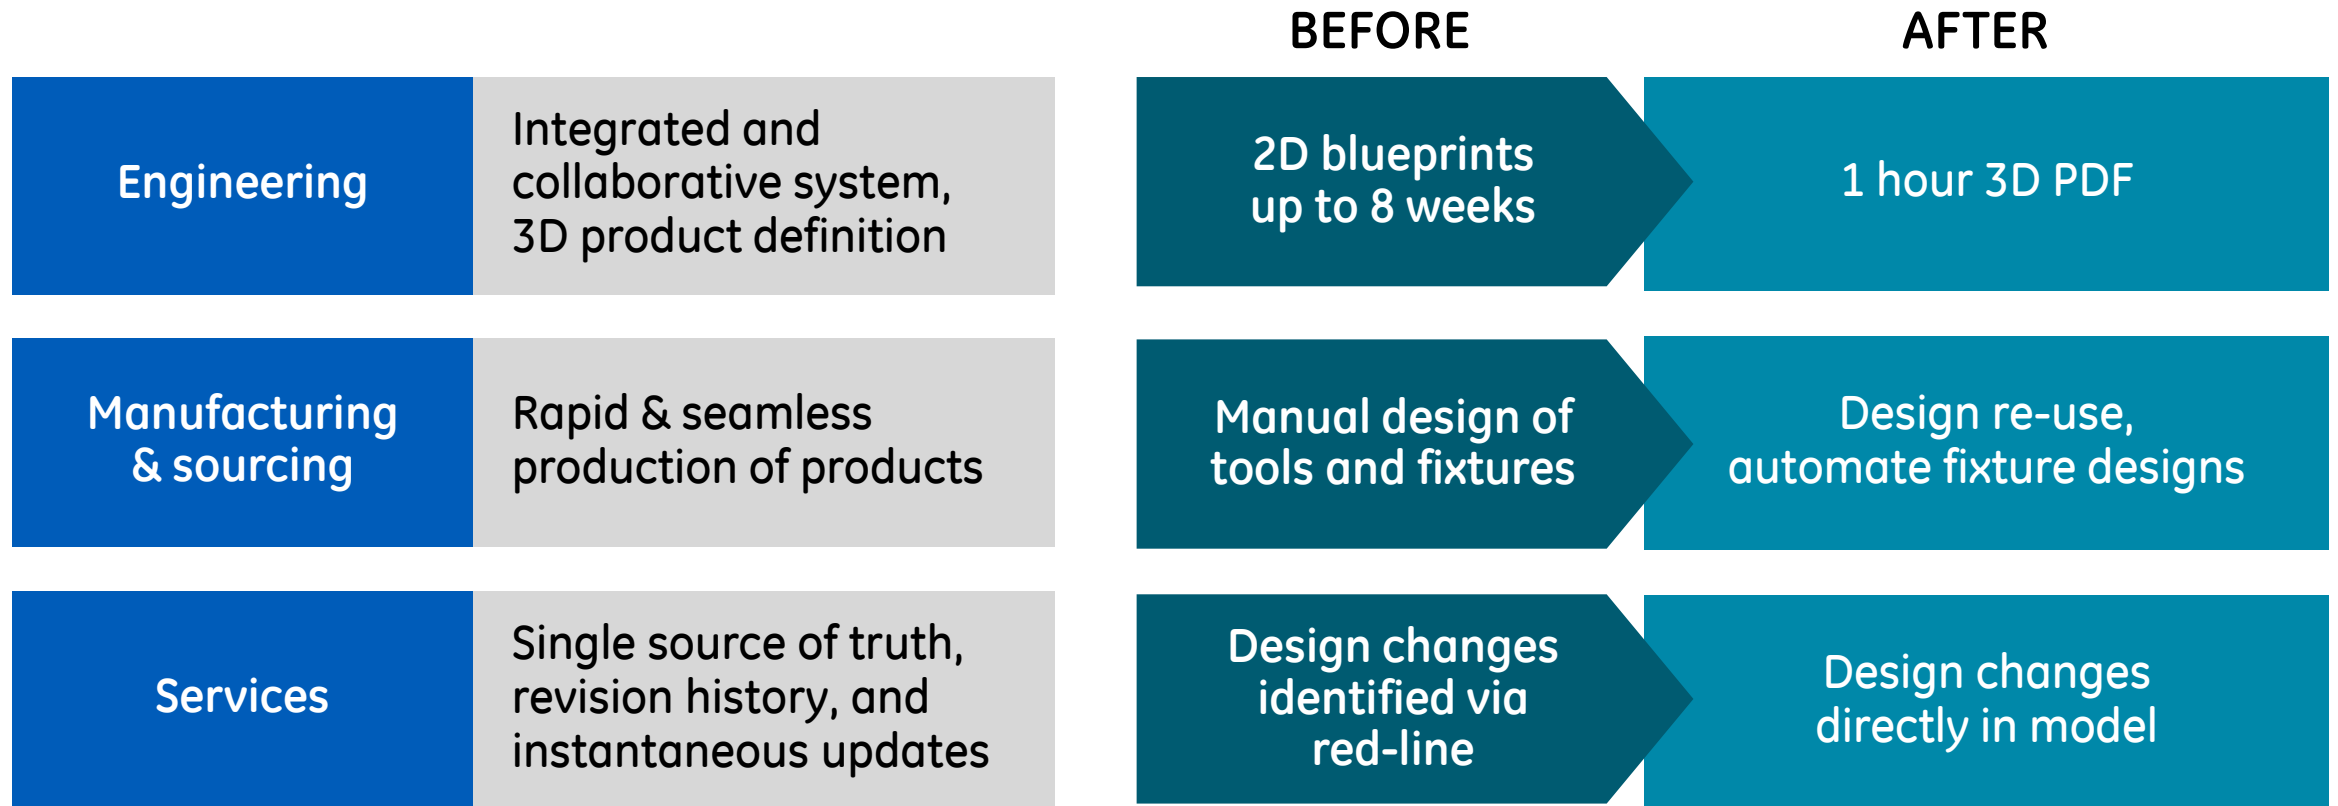 BEFORE
AFTER
Engineering
Integrated and
collaborative system,
3D product definition
2D blueprints
up to 8 weeks
1 hour 3D PDF
Manufacturing
& sourcing
Rapid & seamless
production of products
Manual design of
tools and fixtures
Design re-use,
automate fixture designs
Services
Single source of truth,
revision history, and
instantaneous updates
Design changes
identified via
red-line
Design changes
directly in model